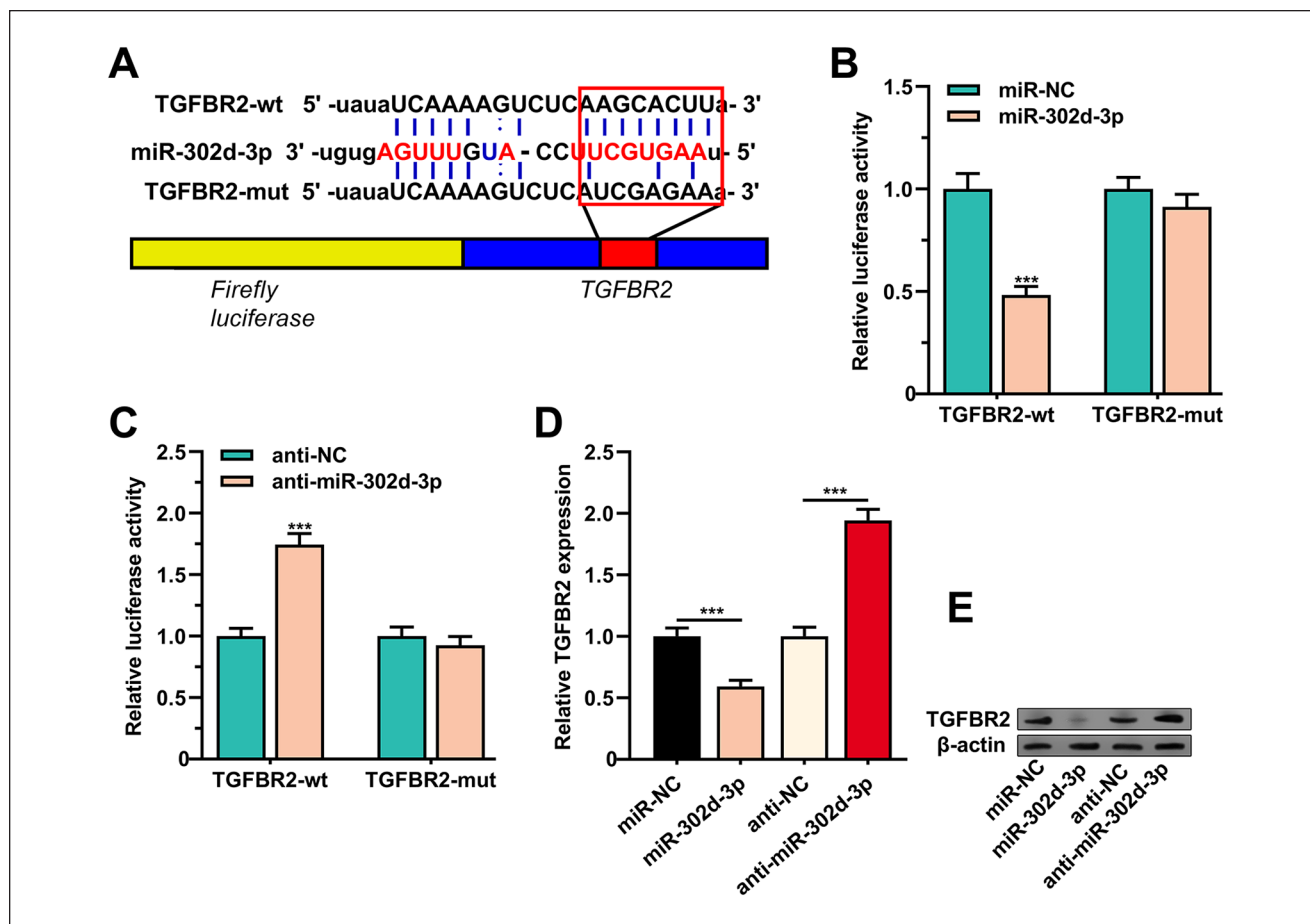 A
TGFBR2-wt 5' -uauaUCAAAAGUCUCAAGCACUUa- 3'
miR-302d-3p 3' -ugugAGUUUGUA - CCUUCGUGAAu- 5'
TGFBR2-mut 5' -uauaUCAAAAGUCUCAUCGAGAAa- 3'
Firefly
luciferase
TGFBR2
B
Relative luciferase activity
1.5
1.0
0.5
0
miR-NC
miR-302d-3p
***
TGFBR2-wt TGFBR2-mut
C
Relative luciferase activity
2.5
2.0
1.5
1.0
0.5
0
anti-NC
anti-miR-302d-3p
***
TGFBR2-wt TGFBR2-mut
D
Relative TGFBR2 expression
2.5
2.0
1.5
1.0
0.5
0
***
***
miR-NC
miR-302d-3p
anti-NC
anti-miR-302d-3p
E
TGFBR2
β-actin
miR-NC
miR-302d-3p
anti-NC
anti-miR-302d-3p